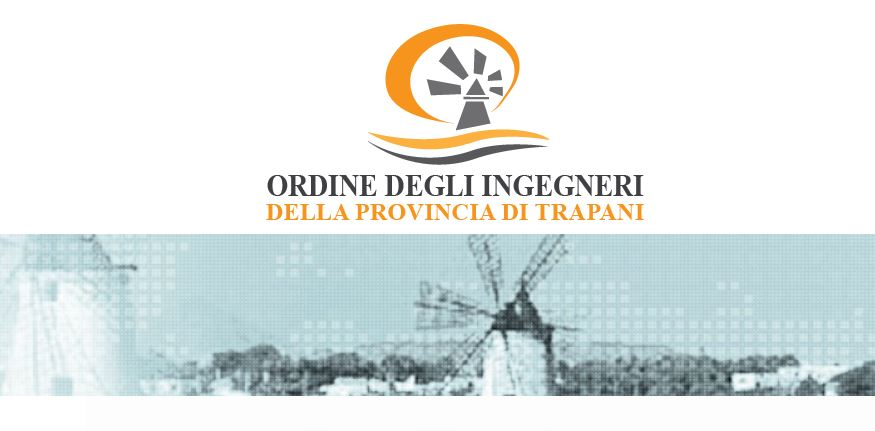 ORDINE DEGLI INGEGNERI
DELLA PROVINCIA DI TRAPANI